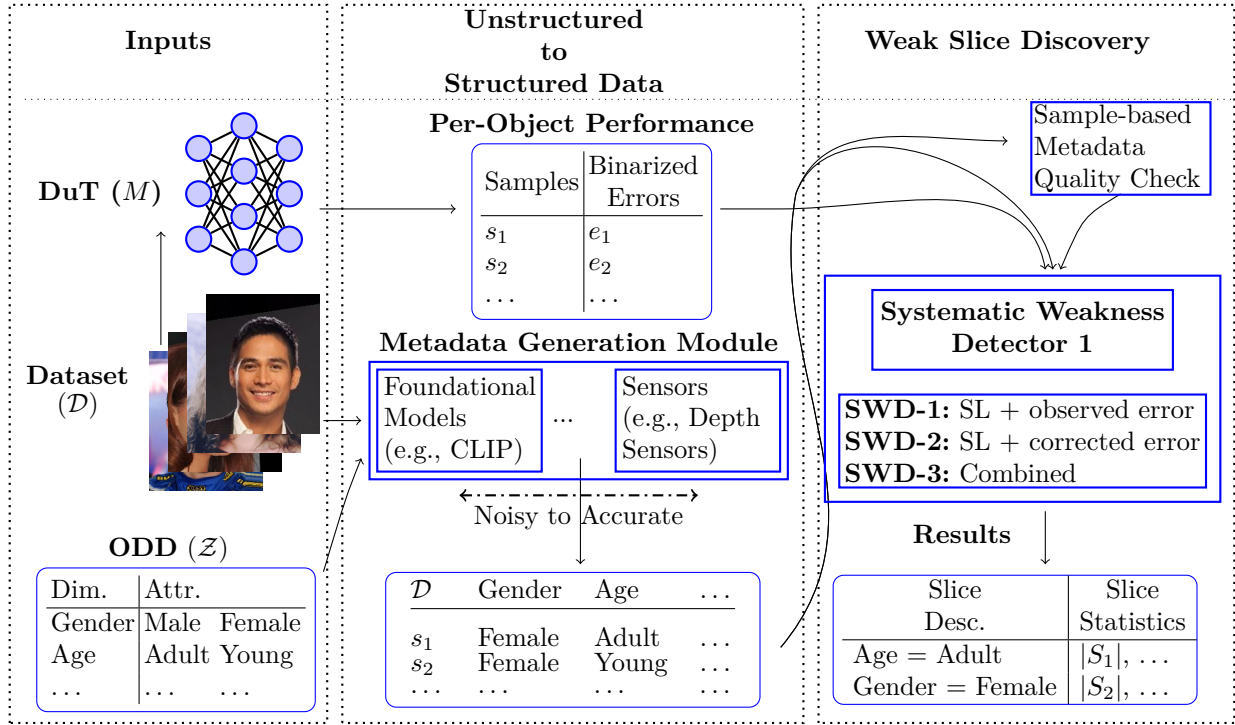 Inputs
DuT (M)
Dataset
(𝒟)
ODD (𝒵)
Dim. Attr.
Gender Male Female
Age Adult Young
... ... ...
Unstructured
to
Structured Data
Per-Object Performance
Samples Binarized
Errors
s₁ e₁
s₂ e₂
... ...
Metadata Generation Module
Foundational
Models
(e.g., CLIP)
...
Sensors
(e.g., Depth
Sensors)
Noisy to Accurate
𝒟 Gender Age ...
s₁ Female Adult ...
s₂ Female Young ...
... ... ... ...
Weak Slice Discovery
Sample-based
Metadata
Quality Check
Systematic Weakness
Detector 1
SWD-1: SL + observed error
SWD-2: SL + corrected error
SWD-3: Combined
Results
Slice Slice
Desc. Statistics
Age = Adult |S₁|, ...
Gender = Female |S₂|, ...